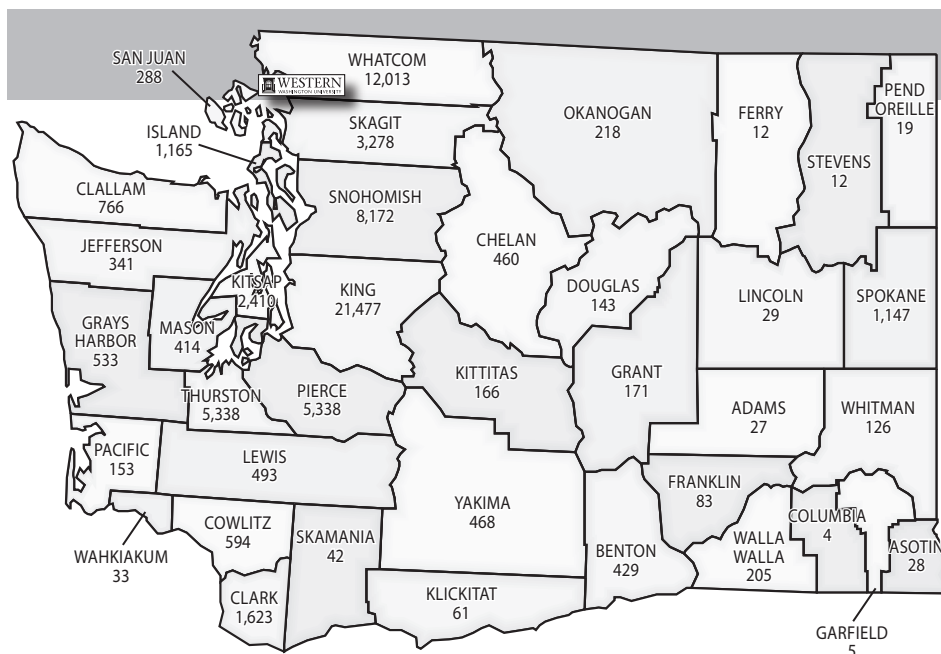 SAN JUAN
288
WHATCOM
12,013
WESTERN
WASHINGTON UNIVERSITY
ISLAND
1,165
SKAGIT
3,278
OKANOGAN
218
FERRY
12
STEVENS
12
PEND
OREILLE
19
CLALLAM
766
SNOHOMISH
8,172
JEFFERSON
341
CHELAN
460
KITSAP
2,410
KING
21,477
DOUGLAS
143
LINCOLN
29
SPOKANE
1,147
GRAYS
HARBOR
533
MASON
414
THURSTON
5,338
PIERCE
5,338
KITTITAS
166
GRANT
171
ADAMS
27
WHITMAN
126
PACIFIC
153
LEWIS
493
YAKIMA
468
FRANKLIN
83
WAHKIAKUM
33
COWLITZ
594
SKAMANIA
42
BENTON
429
WALLA
WALLA
205
COLUMBIA
4
ASOTIN
28
CLARK
1,623
KLICKITAT
61
GARFIELD
5